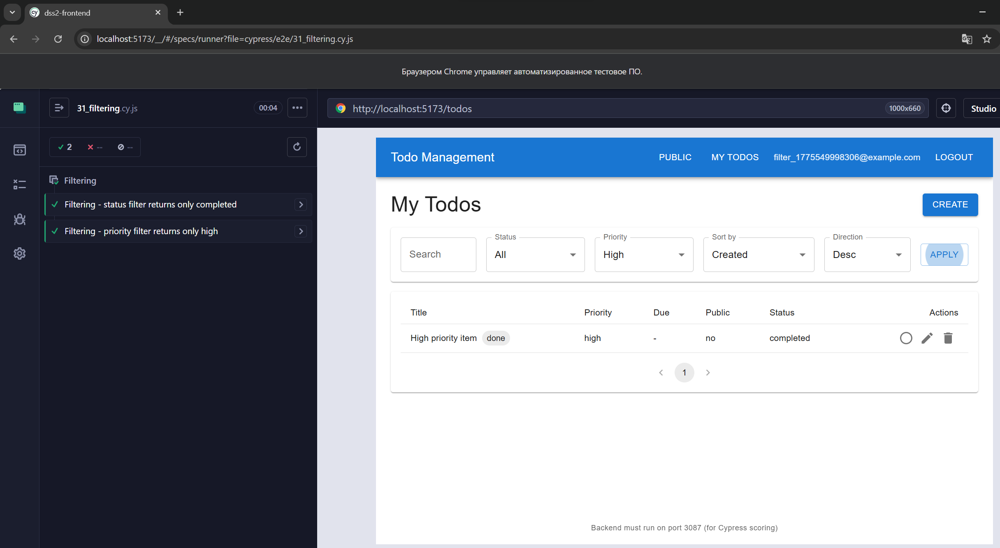 dss2-frontend
localhost:5173/__/#/specs/runner?file=cypress/e2e/31_filtering.cy.js
Браузером Chrome управляет автоматизированное тестовое ПО.
31_filtering.cy.js
00:04
http://localhost:5173/todos
1000x660
Studio
2 -- --
Filtering
Filtering - status filter returns only completed
Filtering - priority filter returns only high
Todo Management
PUBLIC
MY TODOS
filter_1775549998306@example.com
LOGOUT
My Todos
CREATE
Search
Status
All
Priority
High
Sort by
Created
Direction
Desc
APPLY
Title Priority Due Public Status Actions
High priority item done high - no completed
1
Backend must run on port 3087 (for Cypress scoring)